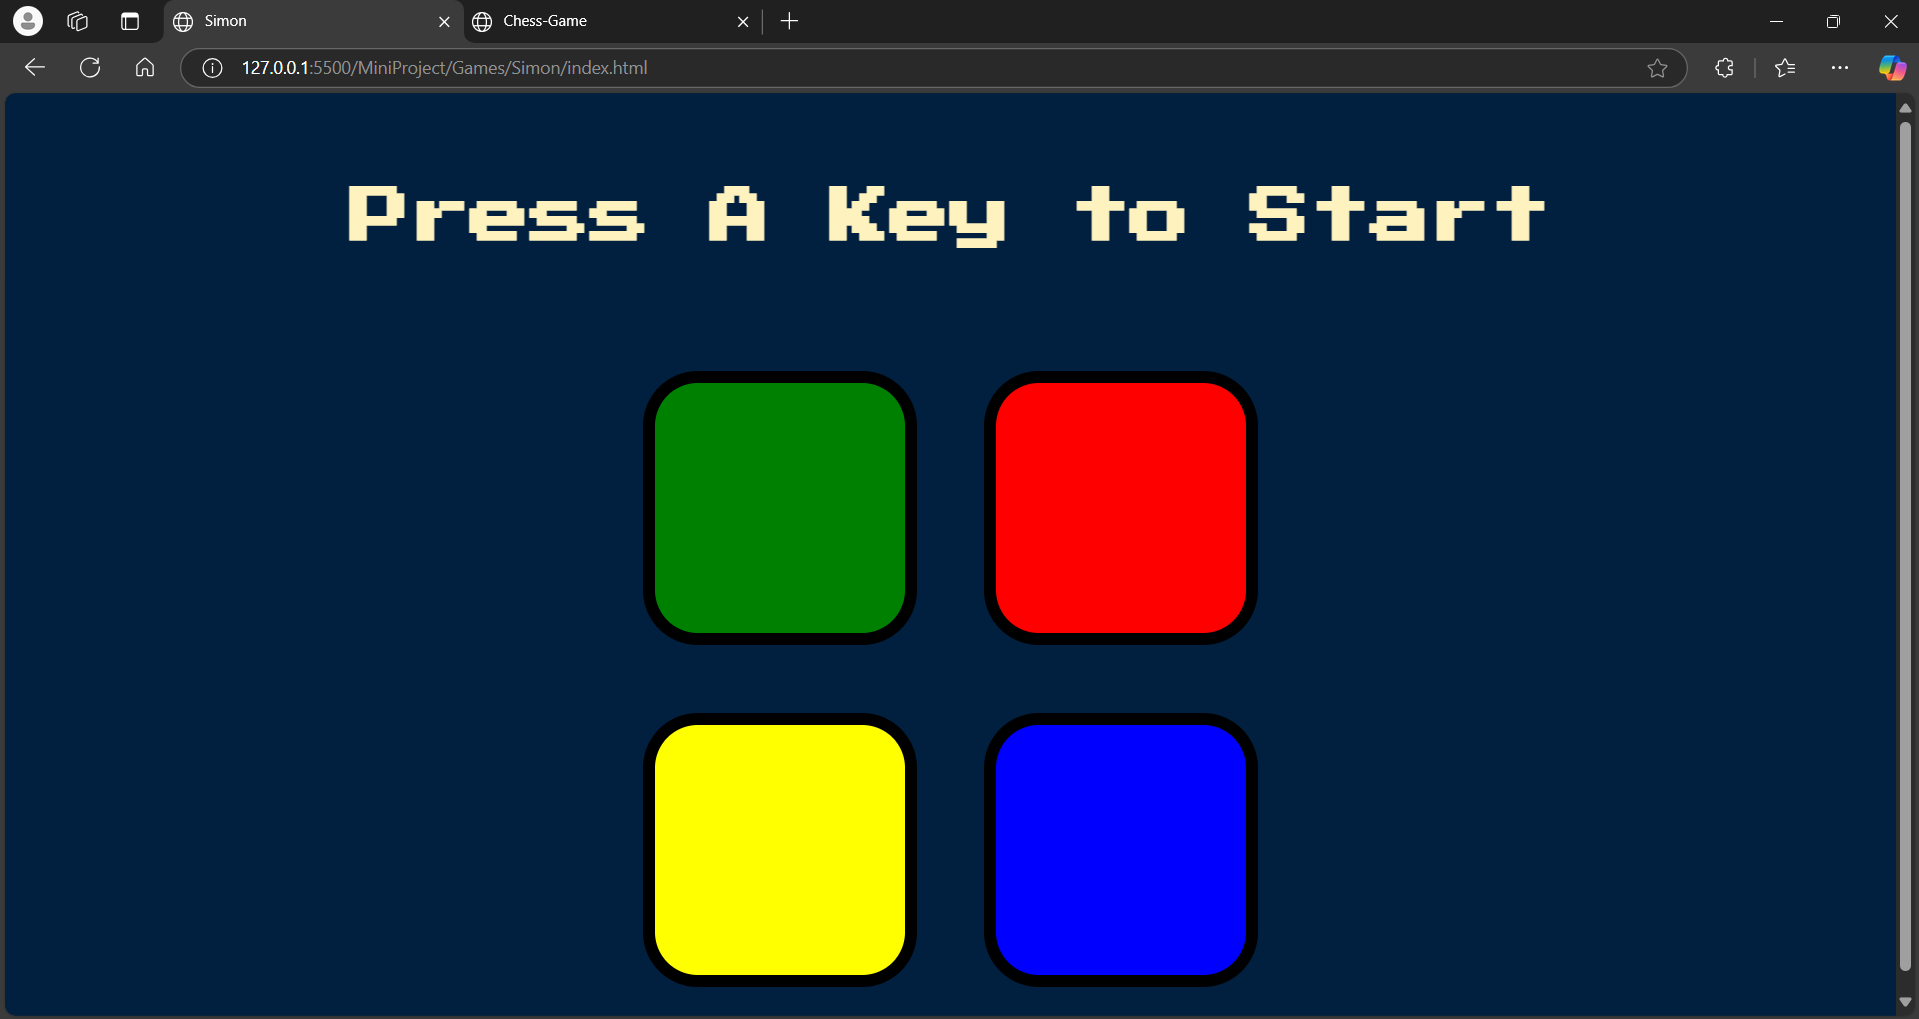 Simon
Chess-Game
127.0.0.1:5500/MiniProject/Games/Simon/index.html
Press A Key to Start